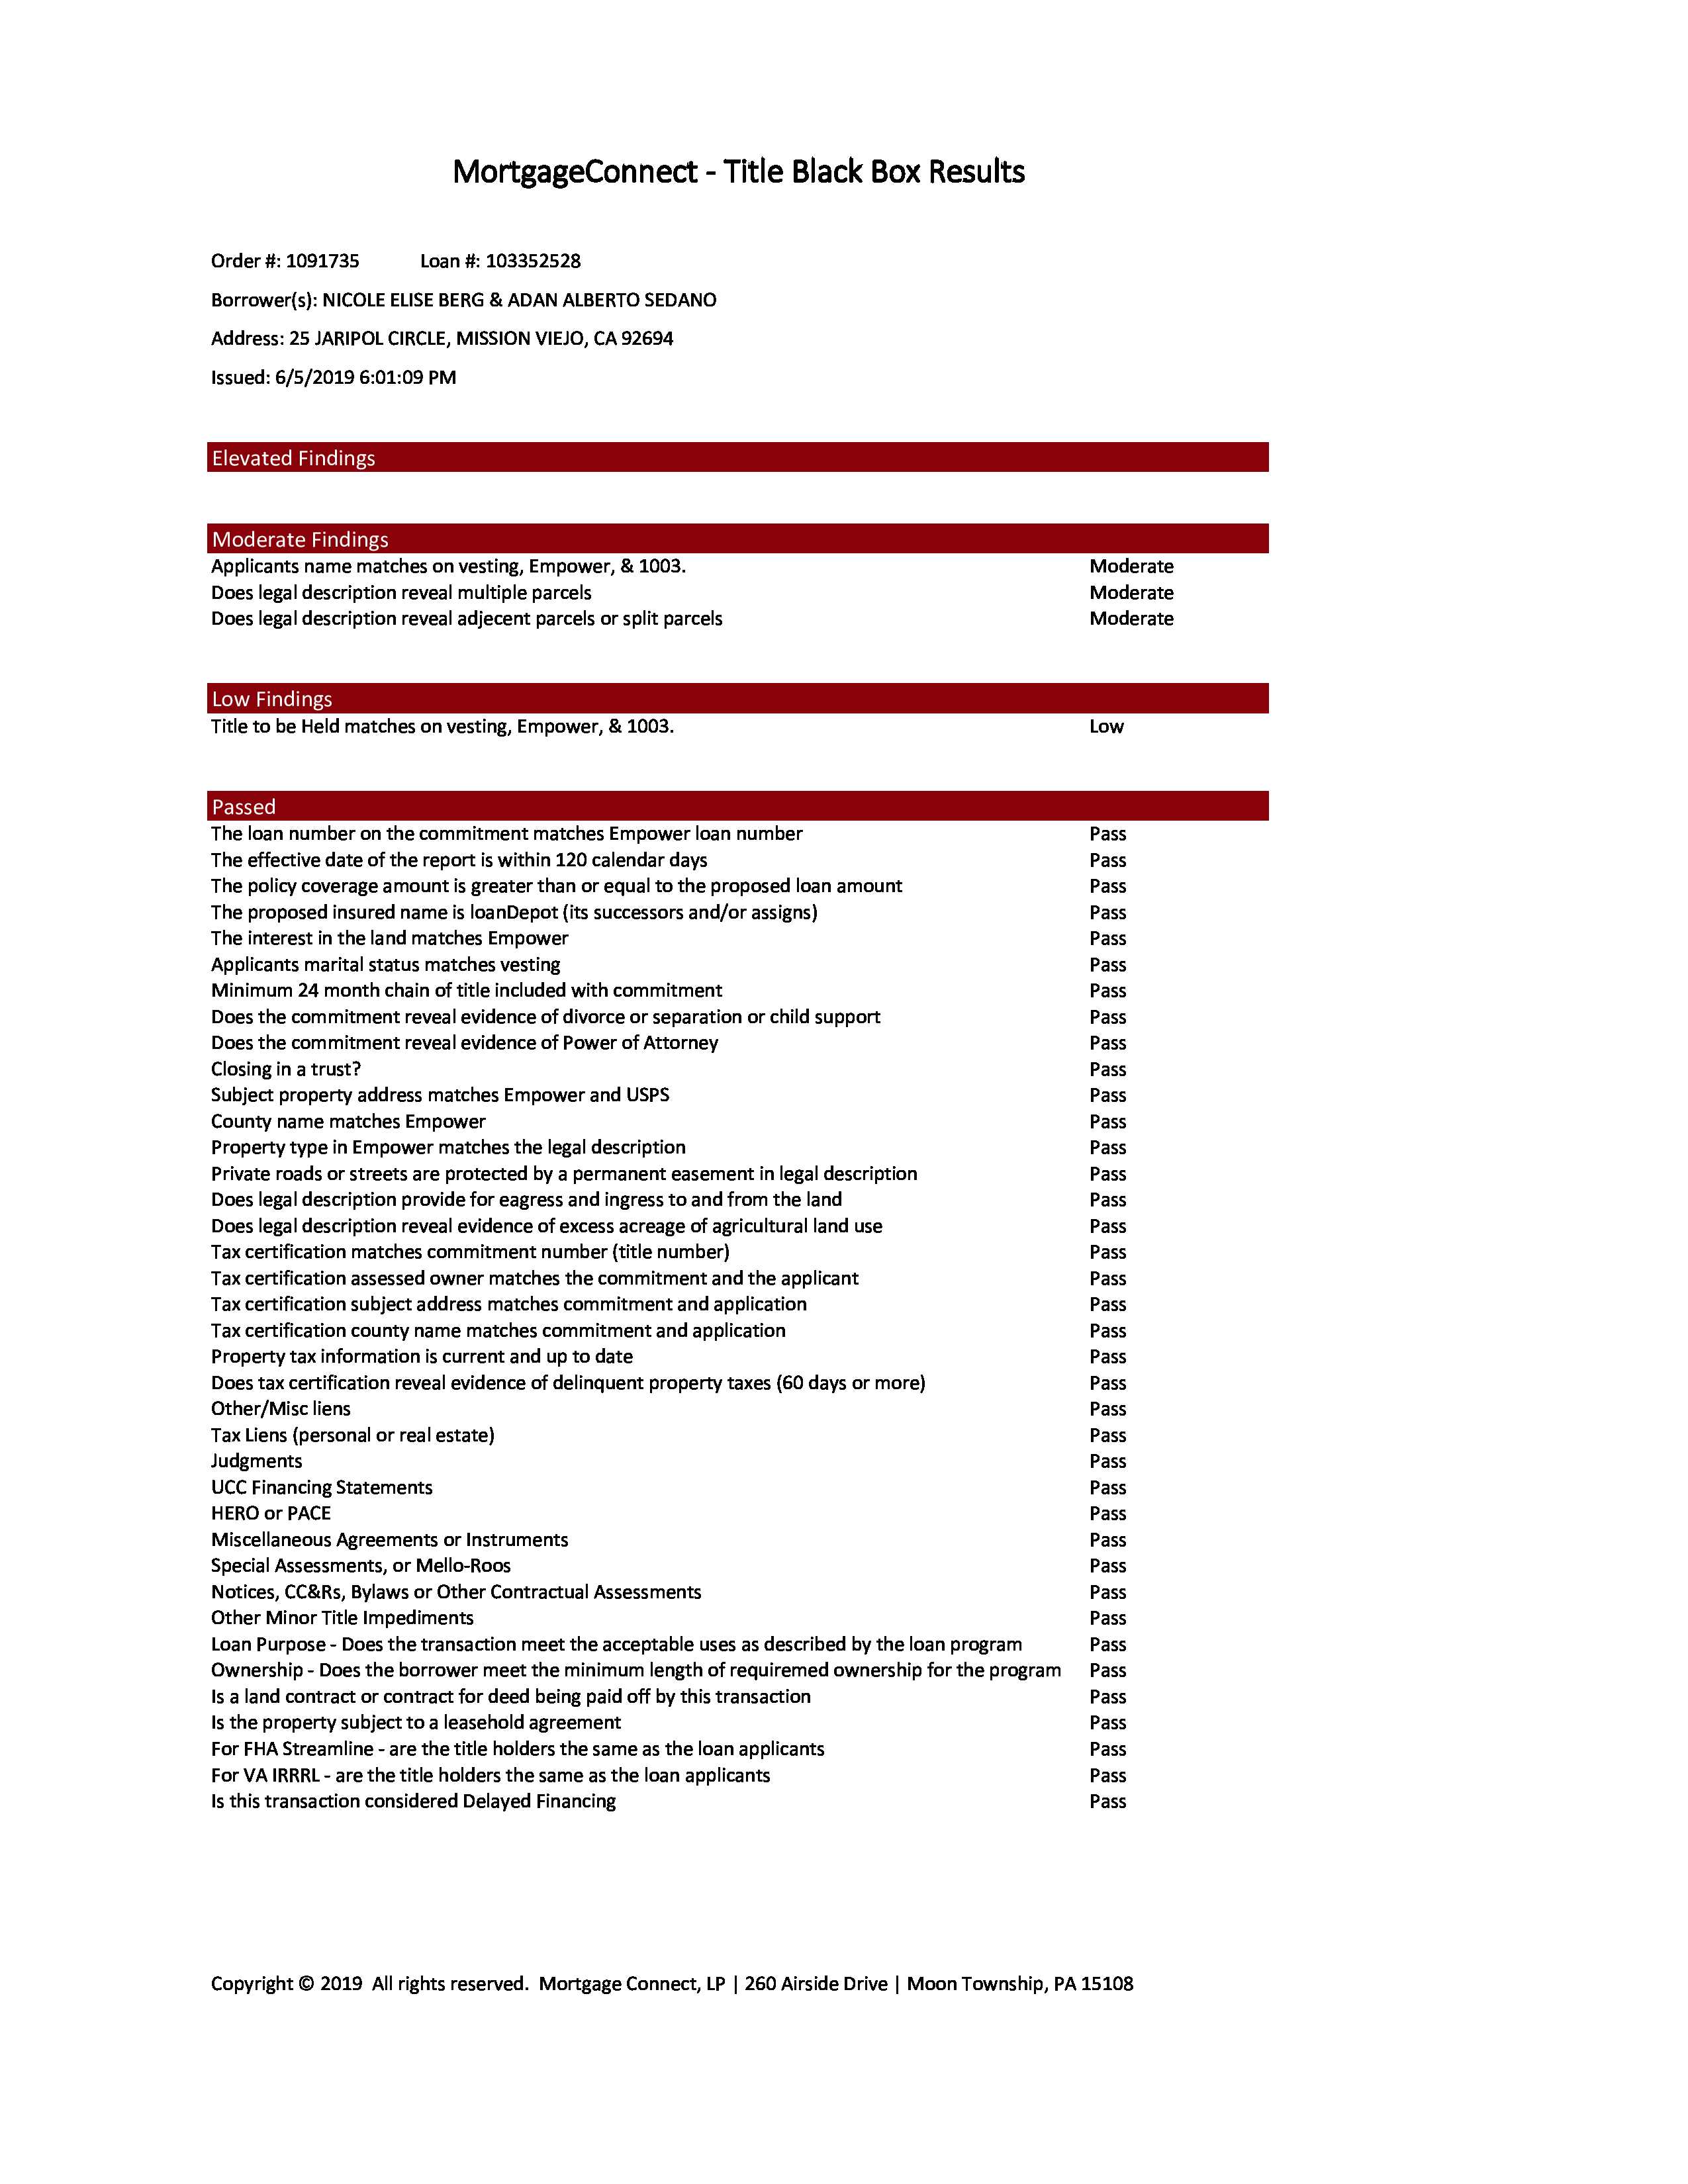 MortgageConnect - Title Black Box Results
Order #: 1091735 Loan #: 103352528
Borrower(s): NICOLE ELISE BERG & ADAN ALBERTO SEDANO
Address: 25 JARIPOL CIRCLE, MISSION VIEJO, CA 92694
Issued: 6/5/2019 6:01:09 PM
Elevated Findings
Moderate Findings
Applicants name matches on vesting, Empower, & 1003. Moderate
Does legal description reveal multiple parcels Moderate
Does legal description reveal adjecent parcels or split parcels Moderate
Low Findings
Title to be Held matches on vesting, Empower, & 1003. Low
Passed
The loan number on the commitment matches Empower loan number Pass
The effective date of the report is within 120 calendar days Pass
The policy coverage amount is greater than or equal to the proposed loan amount Pass
The proposed insured name is loanDepot (its successors and/or assigns) Pass
The interest in the land matches Empower Pass
Applicants marital status matches vesting Pass
Minimum 24 month chain of title included with commitment Pass
Does the commitment reveal evidence of divorce or separation or child support Pass
Does the commitment reveal evidence of Power of Attorney Pass
Closing in a trust? Pass
Subject property address matches Empower and USPS Pass
County name matches Empower Pass
Property type in Empower matches the legal description Pass
Private roads or streets are protected by a permanent easement in legal description Pass
Does legal description provide for eagress and ingress to and from the land Pass
Does legal description reveal evidence of excess acreage of agricultural land use Pass
Tax certification matches commitment number (title number) Pass
Tax certification assessed owner matches the commitment and the applicant Pass
Tax certification subject address matches commitment and application Pass
Tax certification county name matches commitment and application Pass
Property tax information is current and up to date Pass
Does tax certification reveal evidence of delinquent property taxes (60 days or more) Pass
Other/Misc liens Pass
Tax Liens (personal or real estate) Pass
Judgments Pass
UCC Financing Statements Pass
HERO or PACE Pass
Miscellaneous Agreements or Instruments Pass
Special Assessments, or Mello-Roos Pass
Notices, CC&Rs, Bylaws or Other Contractual Assessments Pass
Other Minor Title Impediments Pass
Loan Purpose - Does the transaction meet the acceptable uses as described by the loan program Pass
Ownership - Does the borrower meet the minimum length of requiremed ownership for the program Pass
Is a land contract or contract for deed being paid off by this transaction Pass
Is the property subject to a leasehold agreement Pass
For FHA Streamline - are the title holders the same as the loan applicants Pass
For VA IRRRL - are the title holders the same as the loan applicants Pass
Is this transaction considered Delayed Financing Pass
Copyright © 2019 All rights reserved. Mortgage Connect, LP | 260 Airside Drive | Moon Township, PA 15108